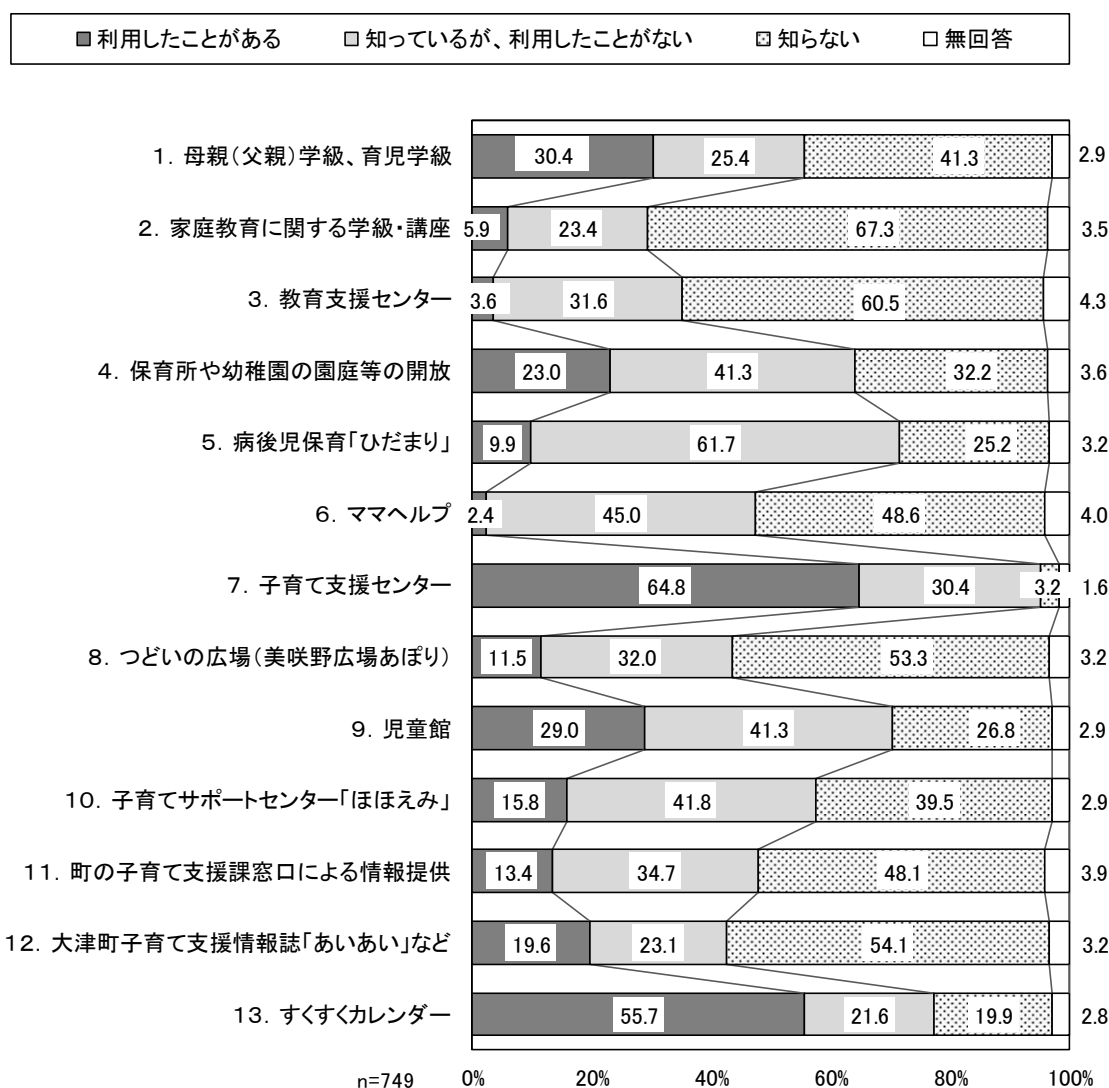 利用したことがある 知っているが、利用したことがない 知らない 無回答
1．母親（父親）学級、育児学級 30.4 25.4 41.3 2.9
2．家庭教育に関する学級・講座 5.9 23.4 67.3 3.5
3．教育支援センター 3.6 31.6 60.5 4.3
4．保育所や幼稚園の園庭等の開放 23.0 41.3 32.2 3.6
5．病後児保育「ひだまり」 9.9 61.7 25.2 3.2
6．ママヘルプ 2.4 45.0 48.6 4.0
7．子育て支援センター 64.8 30.4 3.2 1.6
8．つどいの広場（美咲野広場あぽり） 11.5 32.0 53.3 3.2
9．児童館 29.0 41.3 26.8 2.9
10．子育てサポートセンター「ほほえみ」 15.8 41.8 39.5 2.9
11．町の子育て支援課窓口による情報提供 13.4 34.7 48.1 3.9
12．大津町子育て支援情報誌「あいあい」など 19.6 23.1 54.1 3.2
13．すくすくカレンダー 55.7 21.6 19.9 2.8
n=749 0% 20% 40% 60% 80% 100%